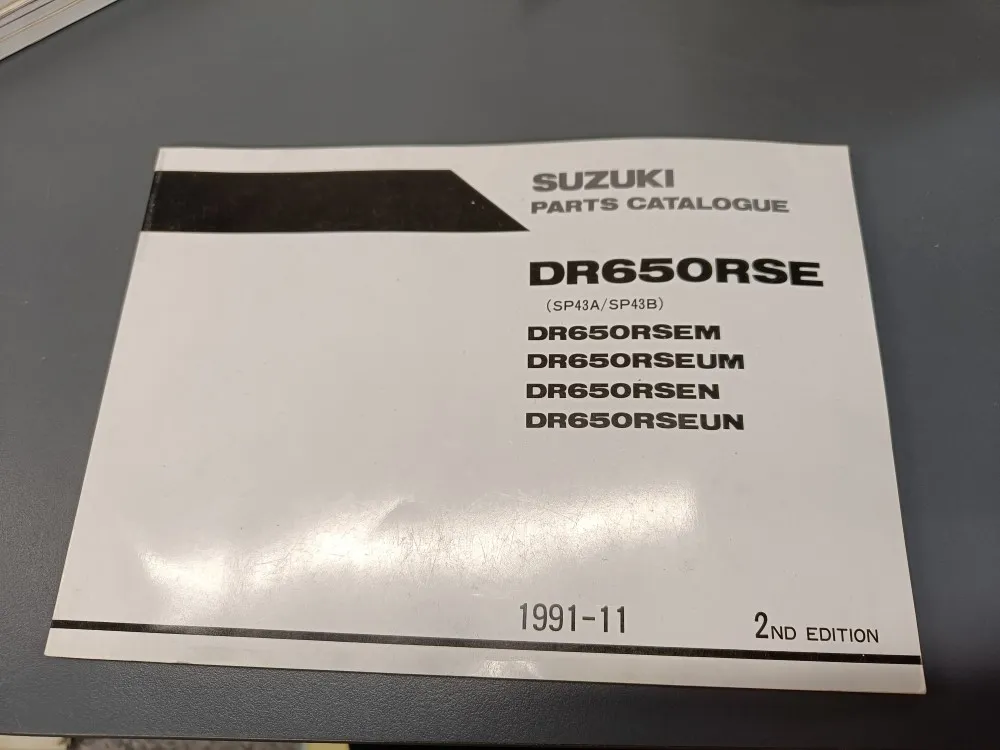 SUZUKI
PARTS CATALOGUE
DR650RSE
(SP43A/SP43B)
DR650RSEM
DR650RSEUM
DR650RSEN
DR650RSEUN
1991-11
2ND EDITION